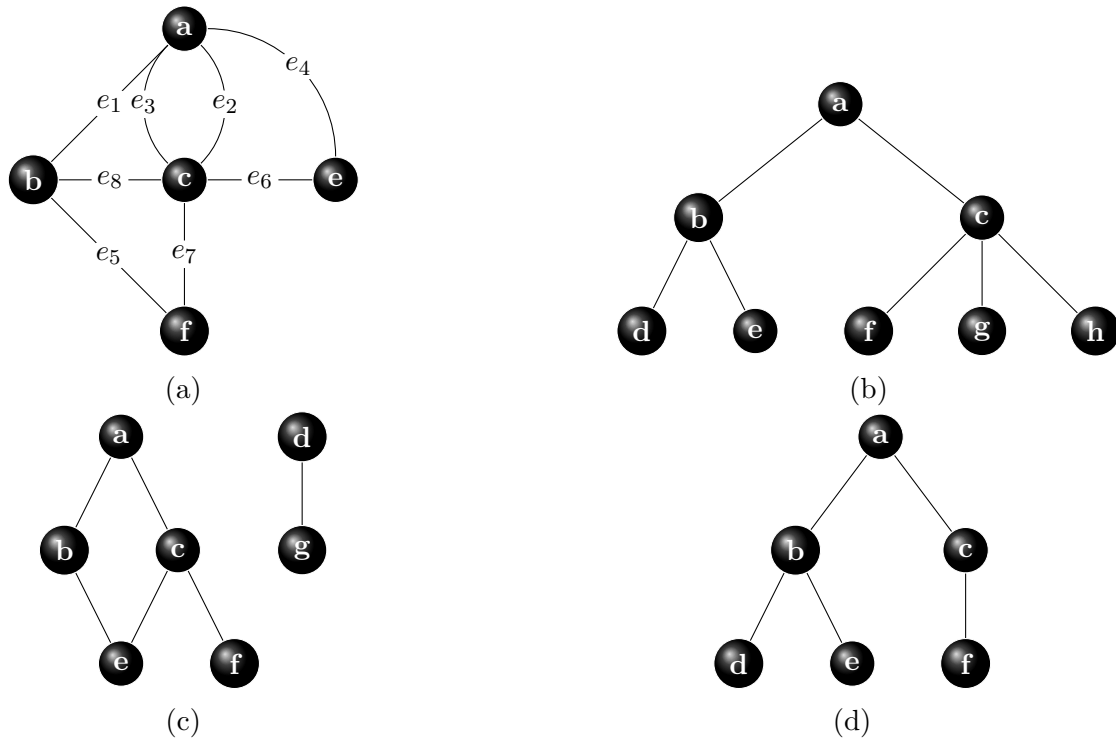 a
e₄
e₁ e₃ e₂
b e₈ c e₆ e
e₅ e₇
f
(a)
a
b c
d e f g h
(b)
a d
b c g
e f
(c)
a
b c
d e f
(d)